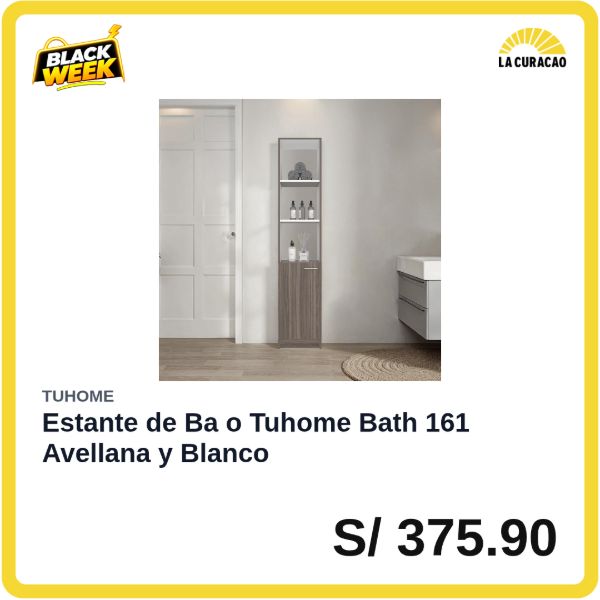 BLACK
WEEK
LA CURACAO
TUHOME
Estante de Ba o Tuhome Bath 161
Avellana y Blanco
S/ 375.90